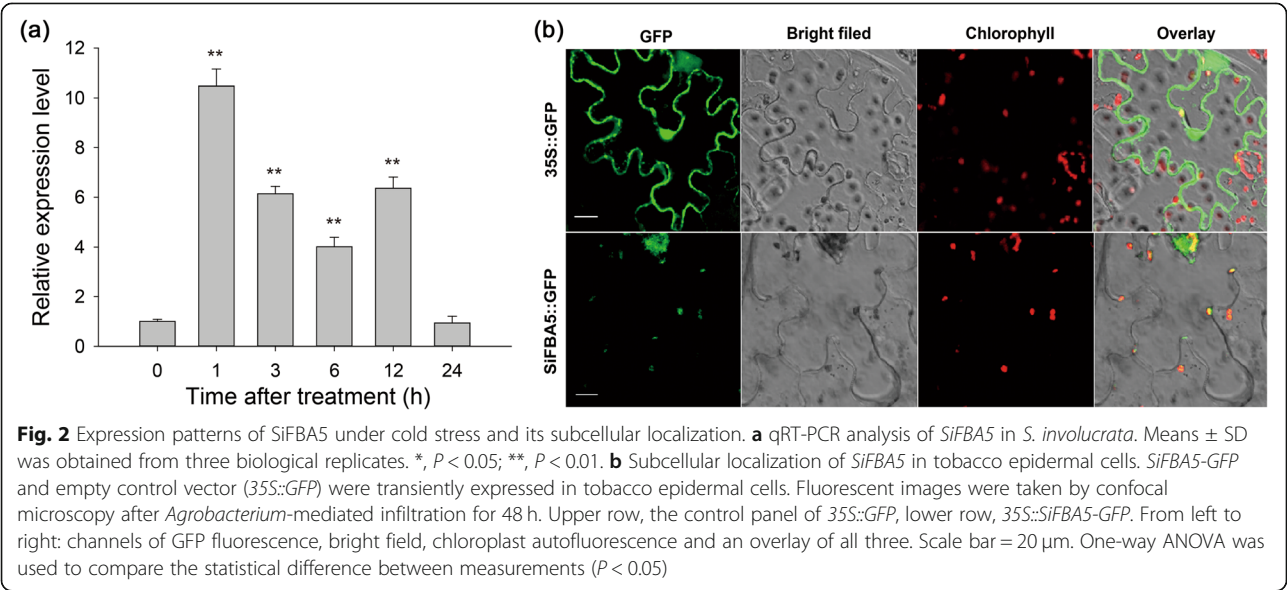 (a)
12
10
8
6
4
2
0
Relative expression level
**
**
**
**
0 1 3 6 12 24
Time after treatment (h)
(b)
GFP Bright filed Chlorophyll Overlay
35S::GFP
SiFBA5::GFP
Fig. 2 Expression patterns of SiFBA5 under cold stress and its subcellular localization. a qRT-PCR analysis of SiFBA5 in S. involucrata. Means ± SD
was obtained from three biological replicates. *, P < 0.05; **, P < 0.01. b Subcellular localization of SiFBA5 in tobacco epidermal cells. SiFBA5-GFP
and empty control vector (35S::GFP) were transiently expressed in tobacco epidermal cells. Fluorescent images were taken by confocal
microscopy after Agrobacterium-mediated infiltration for 48 h. Upper row, the control panel of 35S::GFP, lower row, 35S::SiFBA5-GFP. From left to
right: channels of GFP fluorescence, bright field, chloroplast autofluorescence and an overlay of all three. Scale bar = 20 μm. One-way ANOVA was
used to compare the statistical difference between measurements (P < 0.05)